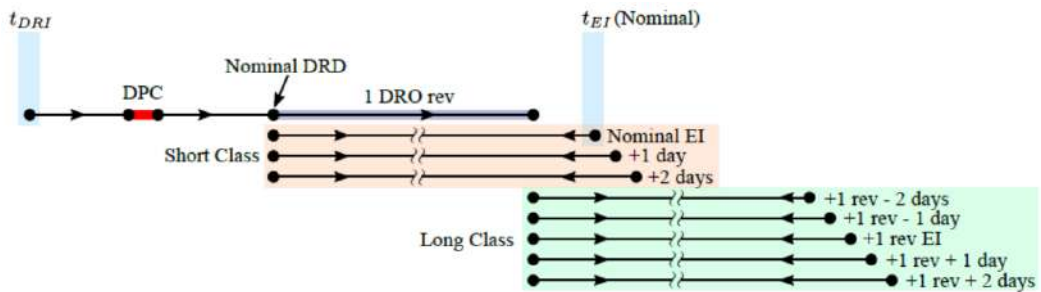 t_DRI
t_EI (Nominal)
Nominal DRD
DPC
1 DRO rev
Short Class
Nominal EI
+1 day
+2 days
Long Class
+1 rev - 2 days
+1 rev - 1 day
+1 rev EI
+1 rev + 1 day
+1 rev + 2 days